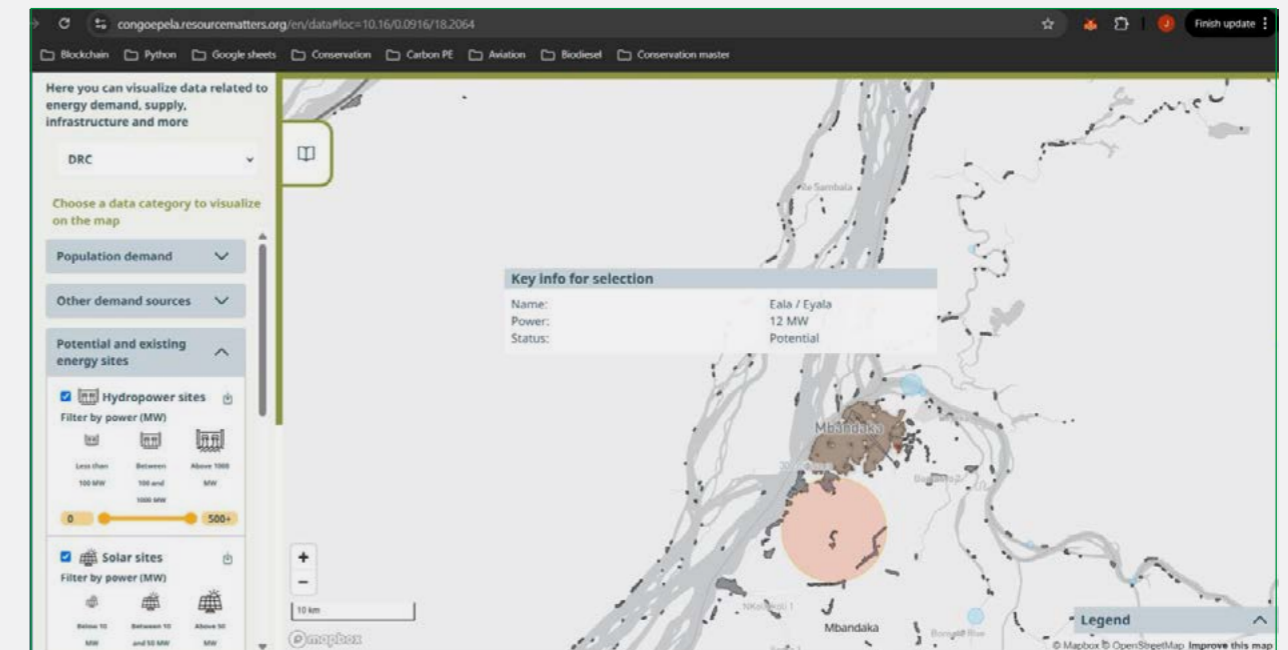 congoepela.resourcematters.org/en/data#loc=10.16/0.0916/18.2064
J
Finish update
Blockchain
Python
Google sheets
Conservation
Carbon PE
Aviation
Biodiesel
Conservation master
Here you can visualize data related to
energy demand, supply,
infrastructure and more
DRC
Choose a data category to visualize
on the map
Population demand
Other demand sources
Potential and existing
energy sites
Hydropower sites
Filter by power (MW)
Less than
100 MW
Between
100 and
1000 MW
Above 1000
MW
0
500+
Solar sites
Filter by power (MW)
Below 10
MW
Between 10
and 50 MW
Above 50
MW
Key info for selection
Name: Eala / Eyala
Power: 12 MW
Status: Potential
Mbandaka
Mbandaka
10 km
mapbox
Legend
© Mapbox © OpenStreetMap Improve this map